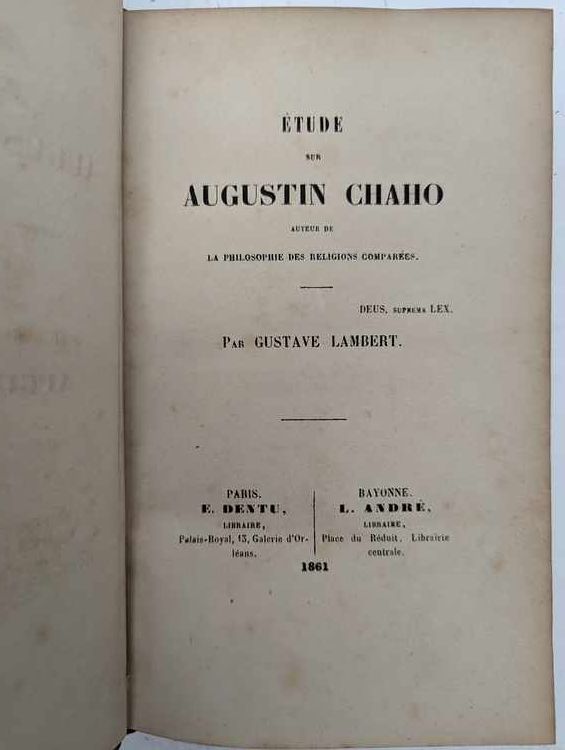 ÉTUDE
SUR
AUGUSTIN CHAHO
AUTEUR DE
LA PHILOSOPHIE DES RELIGIONS COMPARÉES.
DEUS, SUPREMA LEX.
PAR GUSTAVE LAMBERT.
PARIS.
E. DENTU,
LIBRAIRE,
Palais-Royal, 13, Galerie d'Or-
léans.
BAYONNE.
L. ANDRÉ,
LIBRAIRE,
Place du Réduit, Librairie
centrale.
1861